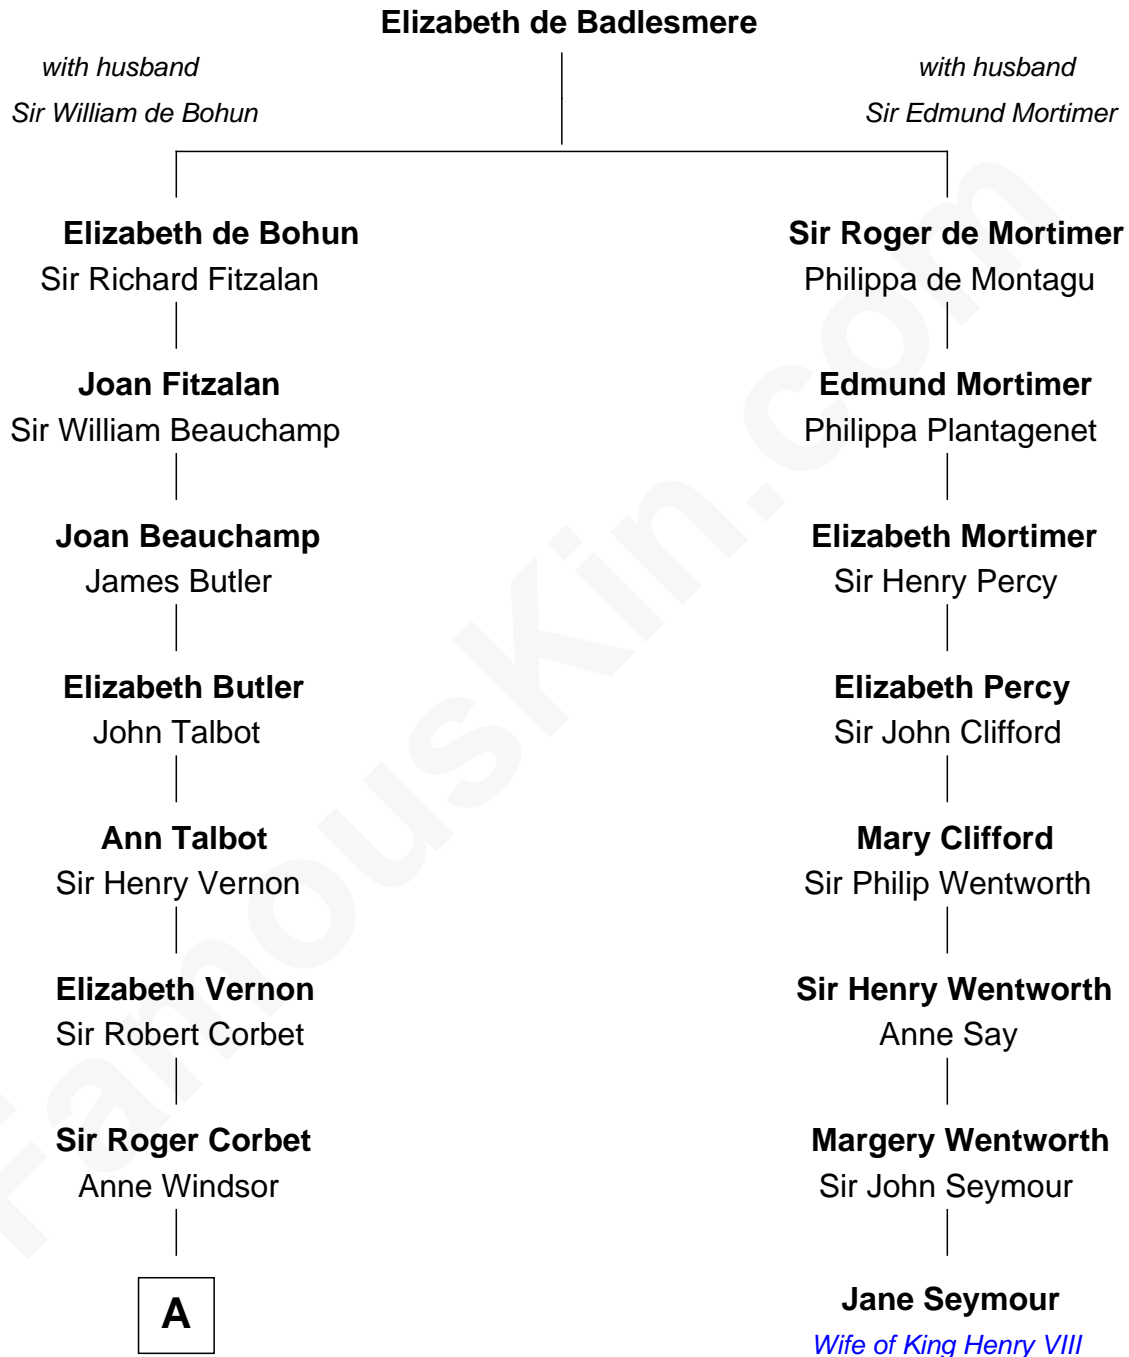 Elizabeth de Badlesmere
with husband
Sir William de Bohun
with husband
Sir Edmund Mortimer
Elizabeth de Bohun
Sir Richard Fitzalan
Joan Fitzalan
Sir William Beauchamp
Joan Beauchamp
James Butler
Elizabeth Butler
John Talbot
Ann Talbot
Sir Henry Vernon
Elizabeth Vernon
Sir Robert Corbet
Sir Roger Corbet
Anne Windsor
A
Sir Roger de Mortimer
Philippa de Montagu
Edmund Mortimer
Philippa Plantagenet
Elizabeth Mortimer
Sir Henry Percy
Elizabeth Percy
Sir John Clifford
Mary Clifford
Sir Philip Wentworth
Sir Henry Wentworth
Anne Say
Margery Wentworth
Sir John Seymour
Jane Seymour
Wife of King Henry VIII
FamousKin.com